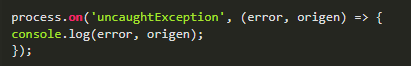 process.on('uncaughtException', (error, origen) => {
console.log(error, origen);
});